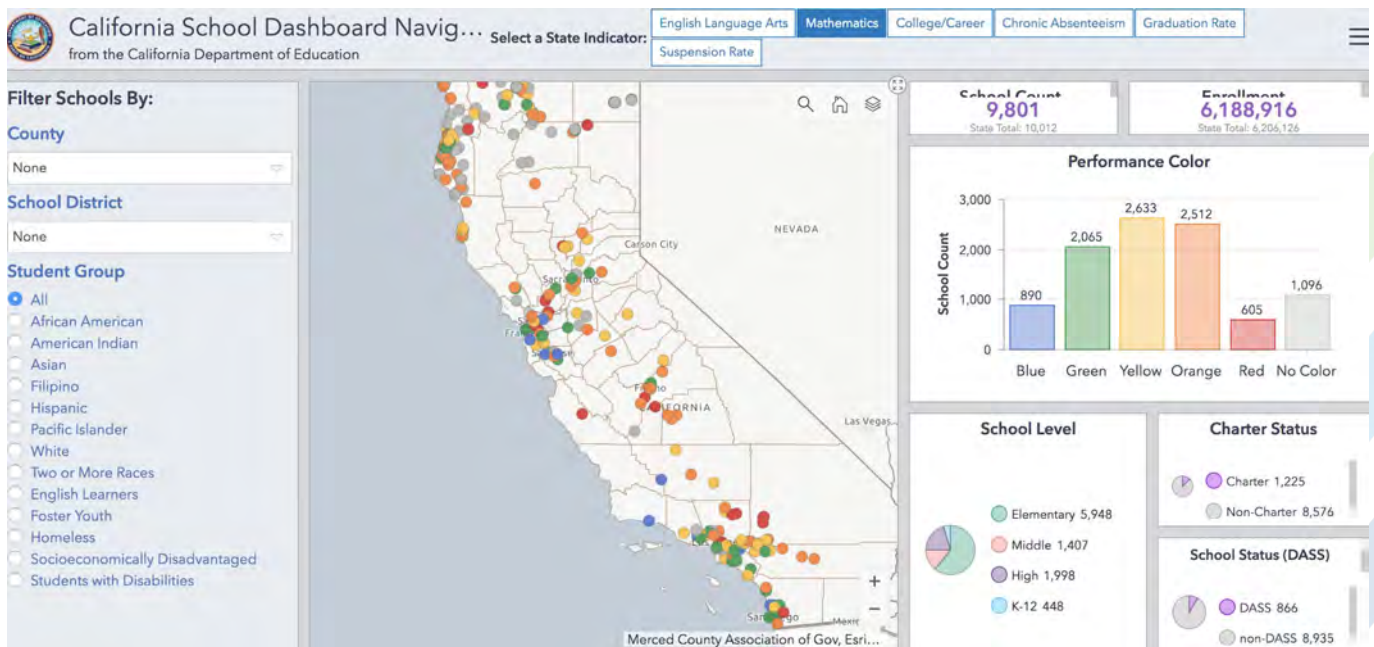 California School Dashboard Navig...
from the California Department of Education
Select a State Indicator:
English Language Arts
Mathematics
College/Career
Chronic Absenteeism
Graduation Rate
Suspension Rate
Filter Schools By:
County
None
School District
None
Student Group
All
African American
American Indian
Asian
Filipino
Hispanic
Pacific Islander
White
Two or More Races
English Learners
Foster Youth
Homeless
Socioeconomically Disadvantaged
Students with Disabilities
NEVADA
Carson City
Las Vegas
Merced County Association of Gov, Esri...
+
−
School Count
9,801
State Total: 10,012
Enrollment
6,188,916
State Total: 6,206,126
Performance Color
School Count
3,000
2,000
1,000
0
890
2,065
2,633
2,512
605
1,096
Blue
Green
Yellow
Orange
Red
No Color
School Level
Elementary 5,948
Middle 1,407
High 1,998
K-12 448
Charter Status
Charter 1,225
Non-Charter 8,576
School Status (DASS)
DASS 866
non-DASS 8,935